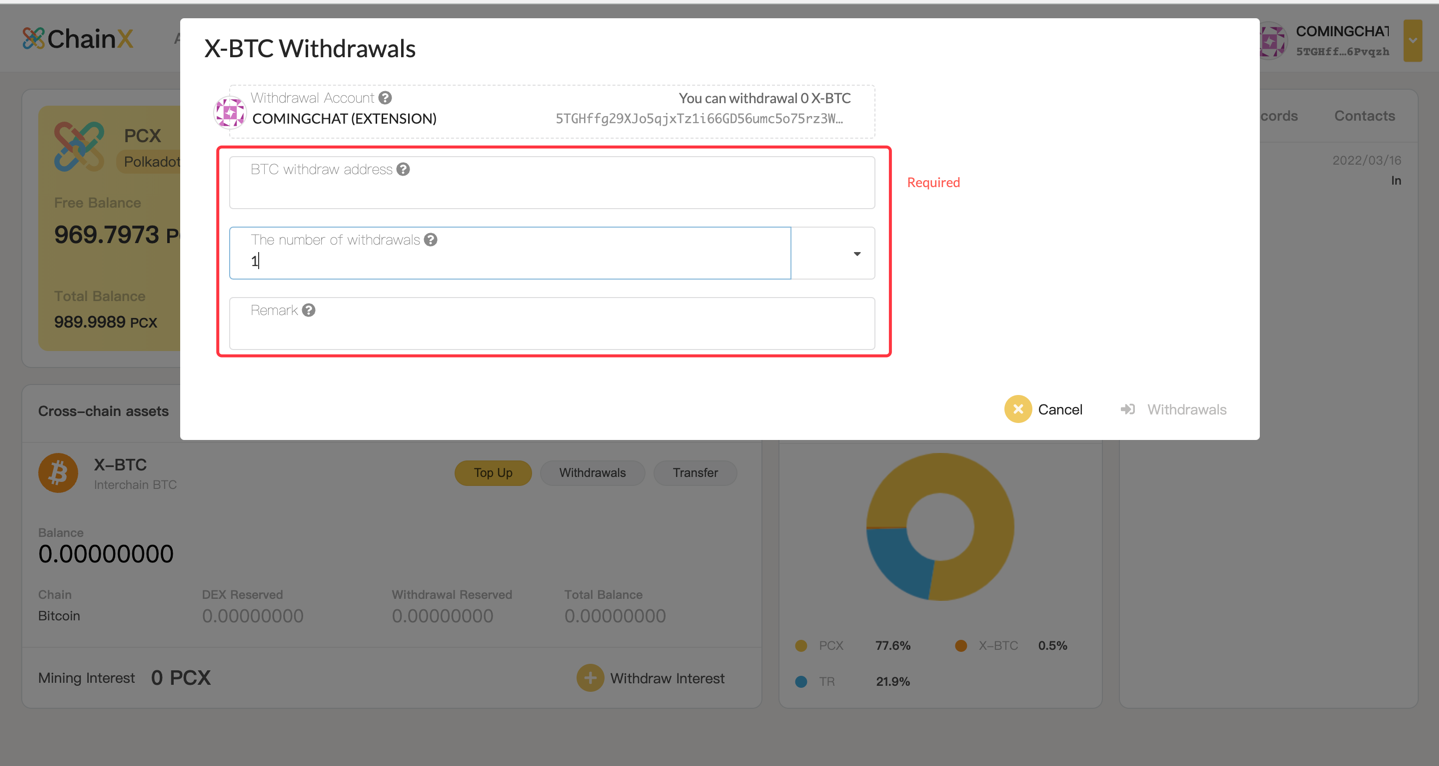 ChainX
A
COMINGCHAT
5TGHff…6Pvqzh
X-BTC Withdrawals
Withdrawal Account ?
You can withdrawal 0 X-BTC
COMINGCHAT (EXTENSION)
5TGHffg29XJo5qjxTz1i66GD56umc5o75rz3W…
BTC withdraw address ?
Required
The number of withdrawals ?
1
Remark ?
Cancel
Withdrawals
PCX
Polkadot
Free Balance
969.7973 P
Total Balance
989.9989 PCX
cords
Contacts
2022/03/16
In
Cross-chain assets
X-BTC
Interchain BTC
Top Up
Withdrawals
Transfer
Balance
0.00000000
Chain
DEX Reserved
Withdrawal Reserved
Total Balance
Bitcoin
0.00000000
0.00000000
0.00000000
Mining Interest 0 PCX
Withdraw Interest
PCX 77.6%
X-BTC 0.5%
TR 21.9%